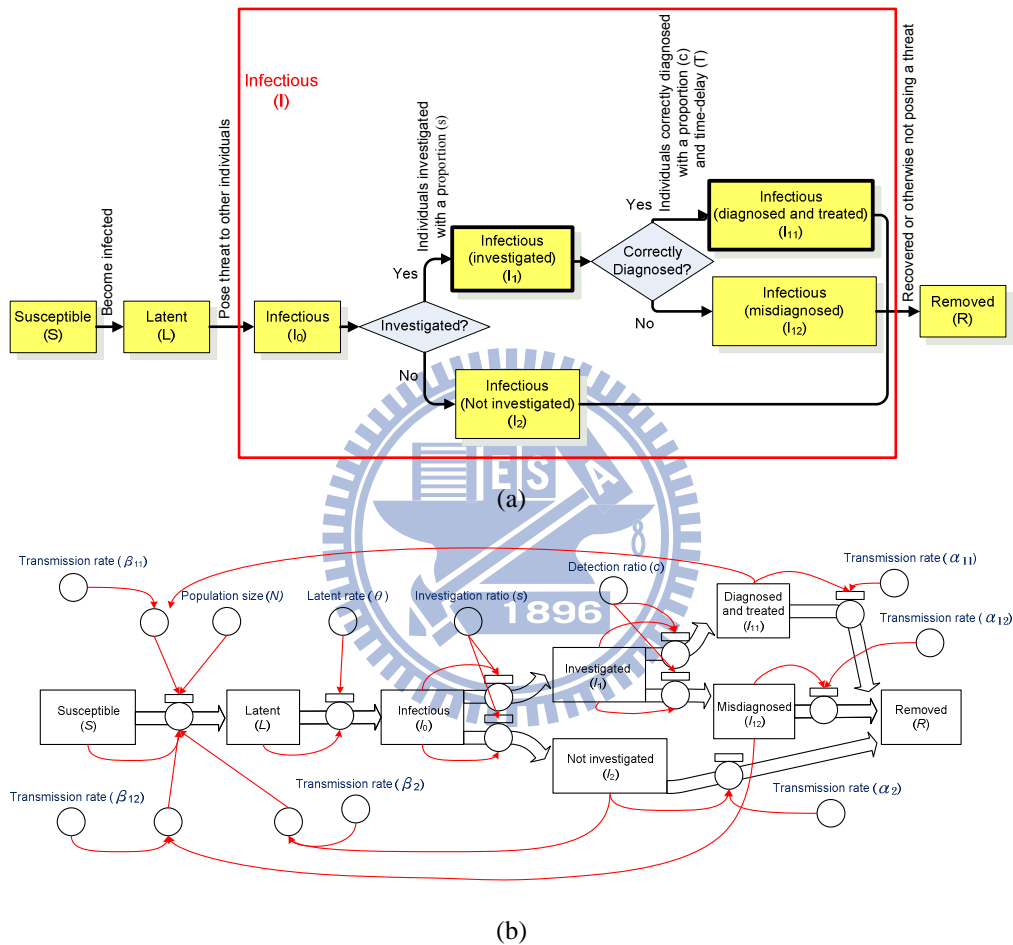 Infectious
(I)
Become infected
Pose threat to other individuals
Individuals investigated
with a proportion (s)
Individuals correctly diagnosed
with a proportion (c)
and time-delay (T)
Recovered or otherwise not posing a threat
Susceptible
(S)
Latent
(L)
Infectious
(I₀)
Investigated?
Yes
No
Infectious
(investigated)
(I₁)
Infectious
(Not investigated)
(I₂)
Correctly
Diagnosed?
Yes
No
Infectious
(diagnosed and treated)
(I₁₁)
Infectious
(misdiagnosed)
(I₁₂)
Removed
(R)
E S A
(a)
1896
Transmission rate (β₁₁)
Population size (N)
Latent rate (θ)
Investigation ratio (s)
Detection ratio (c)
Transmission rate (α₁₁)
Transmission rate (α₁₂)
Diagnosed
and treated
(I₁₁)
Susceptible
(S)
Latent
(L)
Infectious
(I₀)
Investigated
(I₁)
Misdiagnosed
(I₁₂)
Removed
(R)
Not investigated
(I₂)
Transmission rate (β₁₂)
Transmission rate (β₂)
Transmission rate (α₂)
(b)